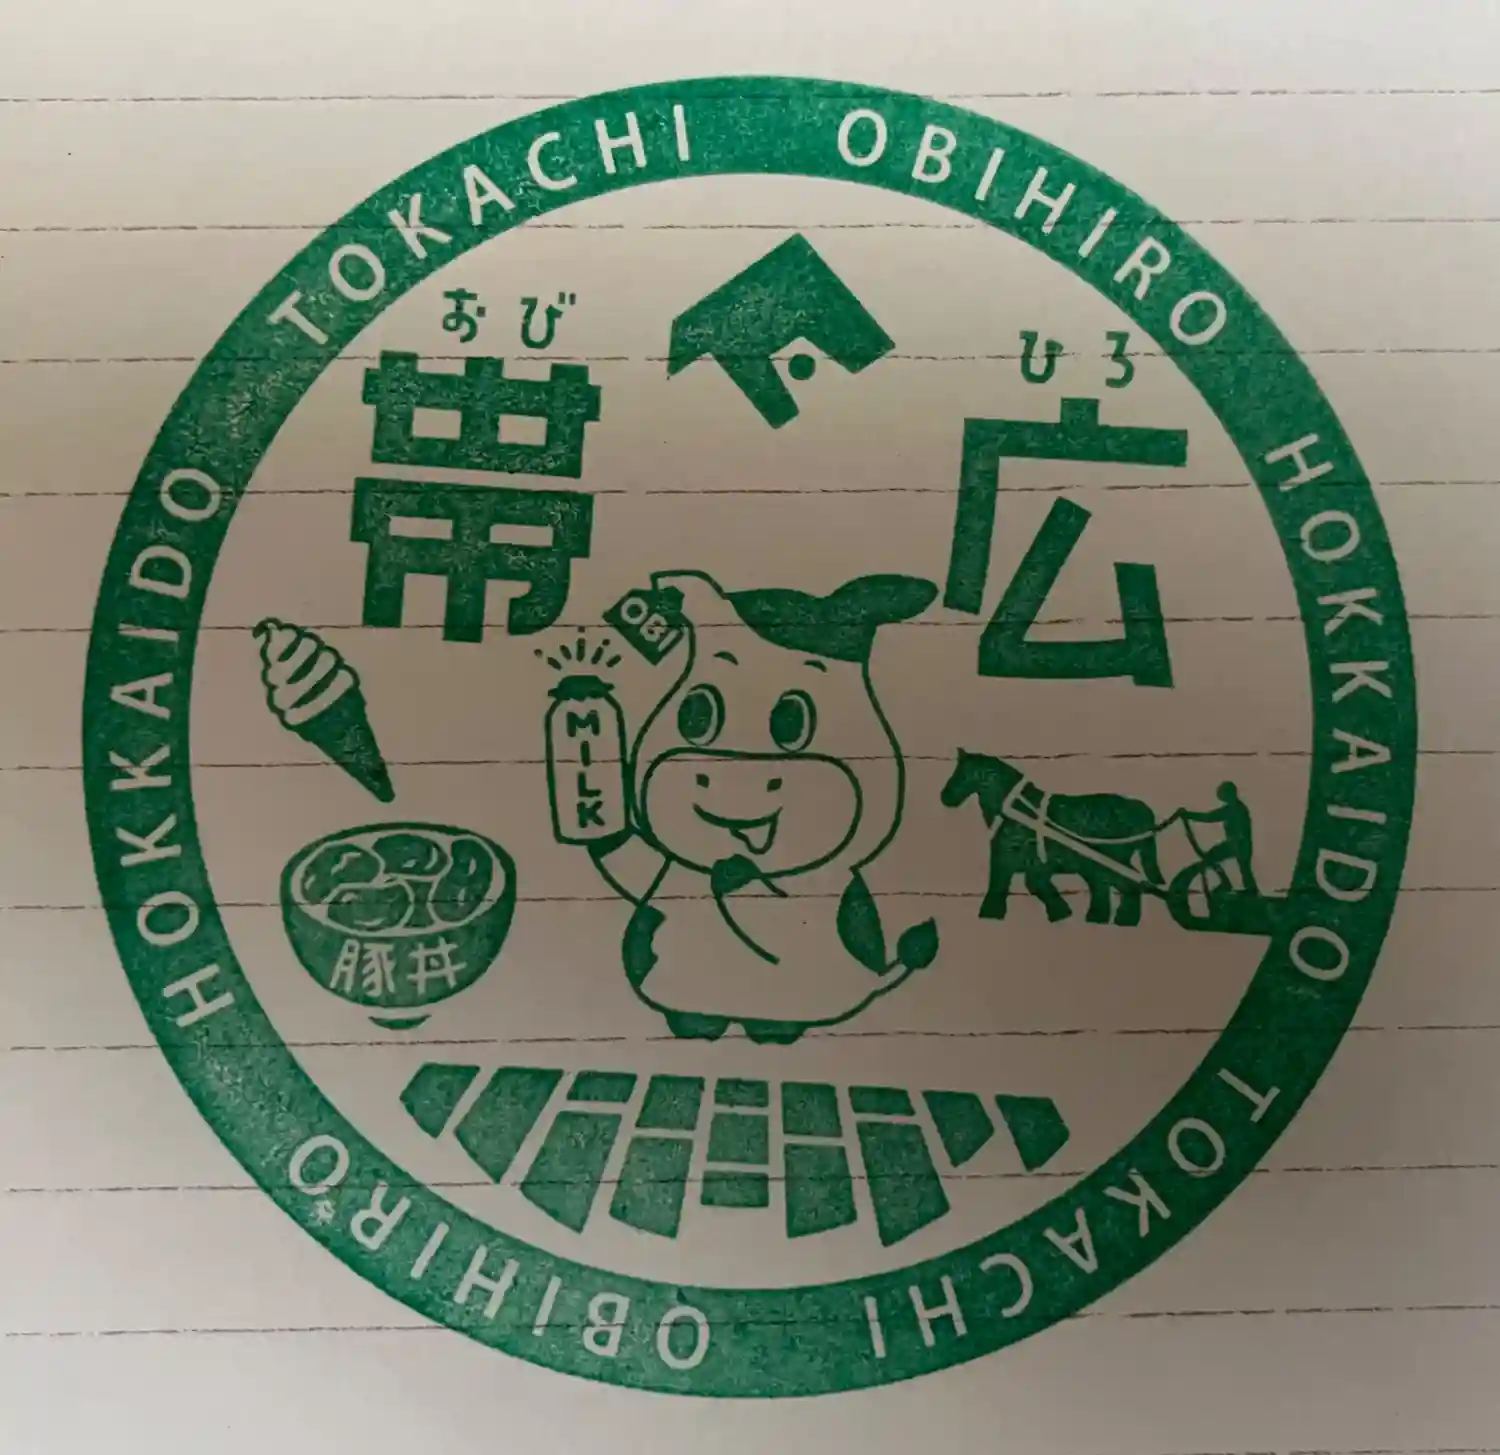 TOKACHI OBIHIRO HOKKAIDO TOKACHI OBIHIRO HOKKAIDO
おび ひろ
帯広
OBI
MILK
豚丼